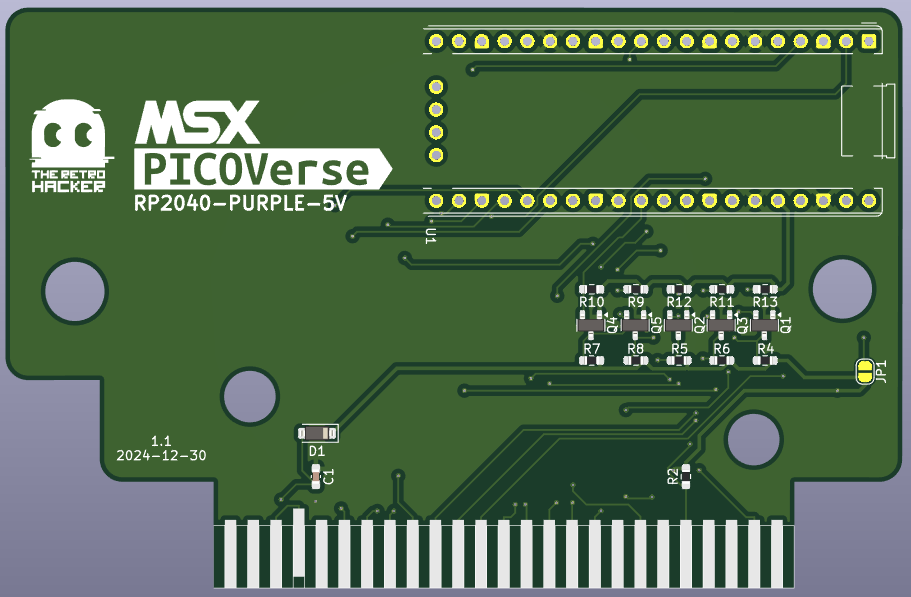 THE RETRO
HACKER
MSX
PICOVerse
RP2040-PURPLE-5V
U1
R10 R9 R12 R11 R13
Q4 Q5 Q2 Q3 Q1
R7 R8 R5 R6 R4
JP1
D1
1.1
2024-12-30
C1
R2